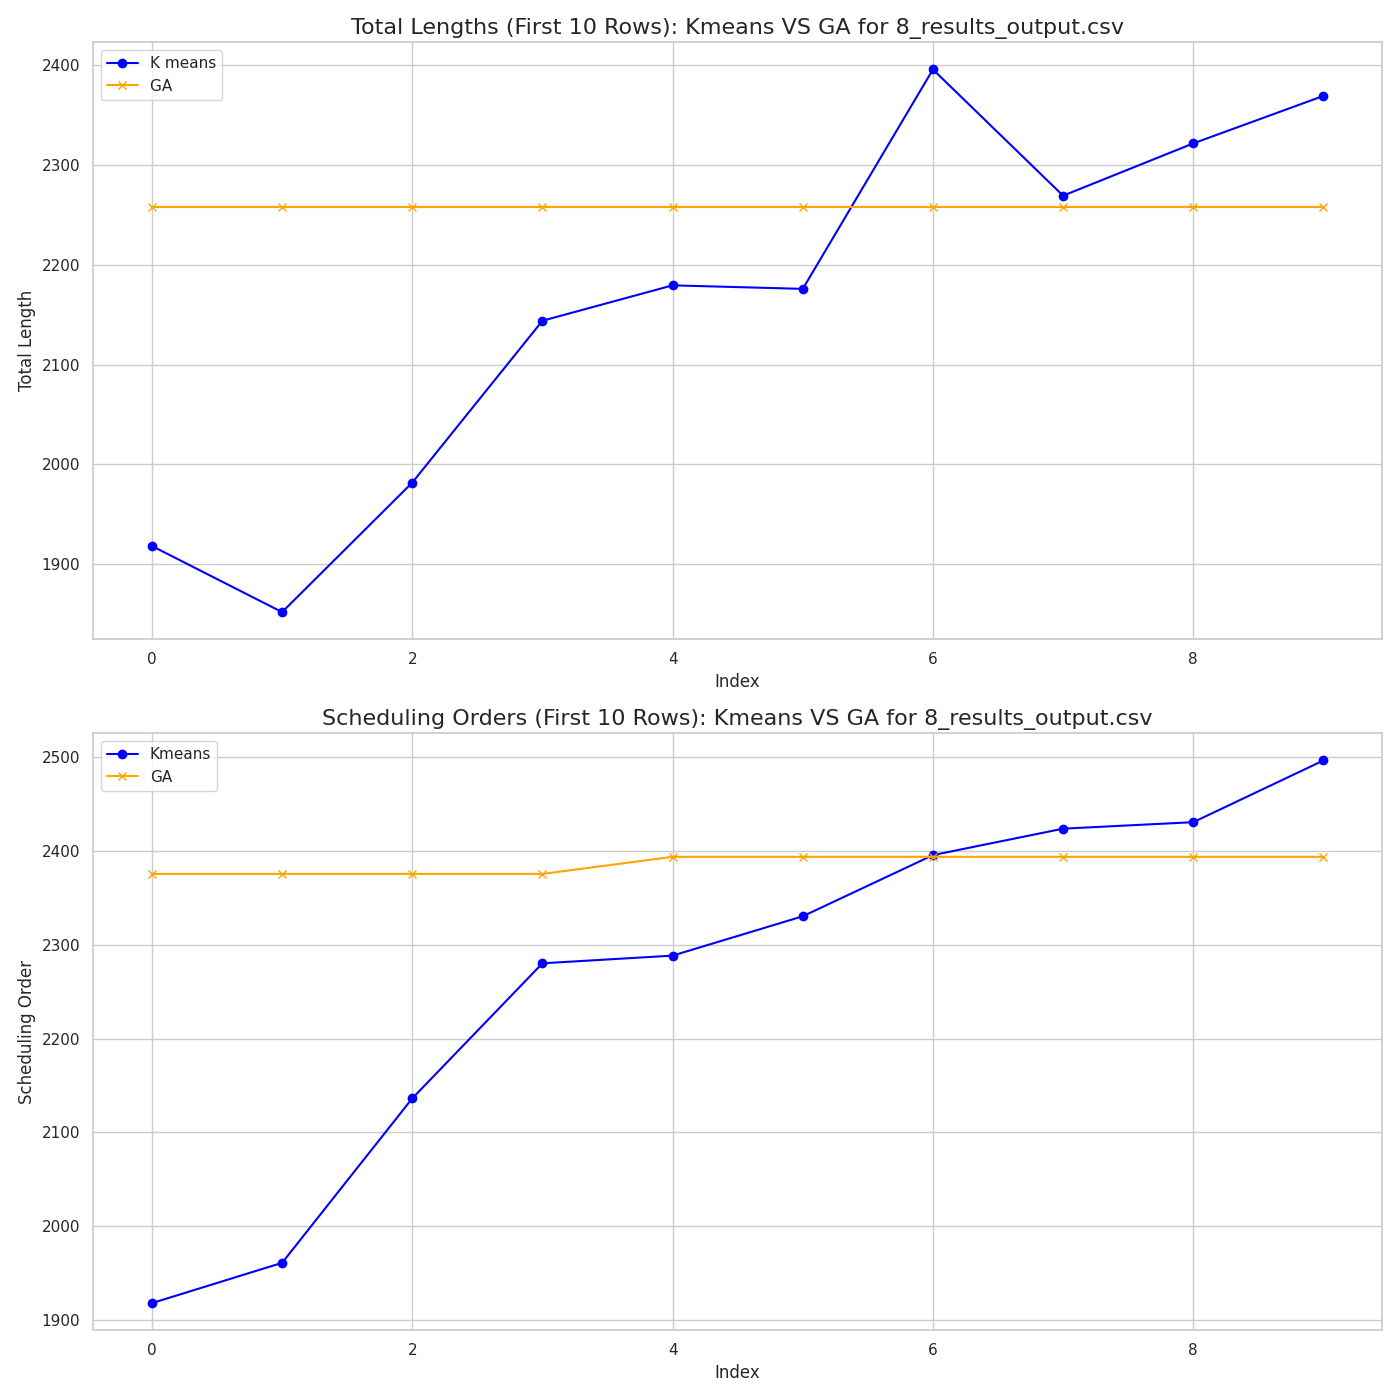 Total Lengths (First 10 Rows): Kmeans VS GA for 8_results_output.csv
K means
GA
2400
2300
2200
2100
2000
1900
Total Length
0 2 4 6 8
Index
Scheduling Orders (First 10 Rows): Kmeans VS GA for 8_results_output.csv
Kmeans
GA
2500
2400
2300
2200
2100
2000
1900
Scheduling Order
0 2 4 6 8
Index